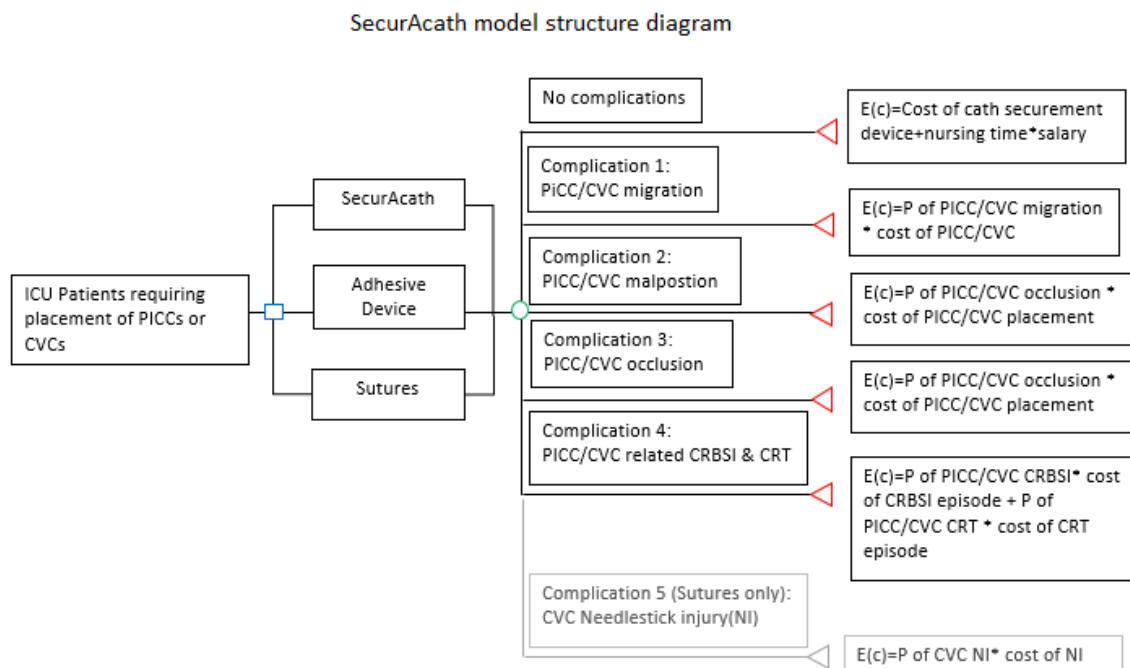 SecurAcath model structure diagram
No complications
E(c)=Cost of cath securement
device+nursing time*salary
Complication 1:
PiCC/CVC migration
SecurAcath
E(c)=P of PICC/CVC migration
* cost of PICC/CVC
Complication 2:
PICC/CVC malpostion
ICU Patients requiring
placement of PICCs or
CVCs
Adhesive
Device
E(c)=P of PICC/CVC occlusion *
cost of PICC/CVC placement
Complication 3:
PICC/CVC occlusion
Sutures
E(c)=P of PICC/CVC occlusion *
cost of PICC/CVC placement
Complication 4:
PICC/CVC related CRBSI & CRT
E(c)=P of PICC/CVC CRBSI* cost
of CRBSI episode + P of
PICC/CVC CRT * cost of CRT
episode
Complication 5 (Sutures only):
CVC Needlestick injury(NI)
E(c)=P of CVC NI* cost of NI